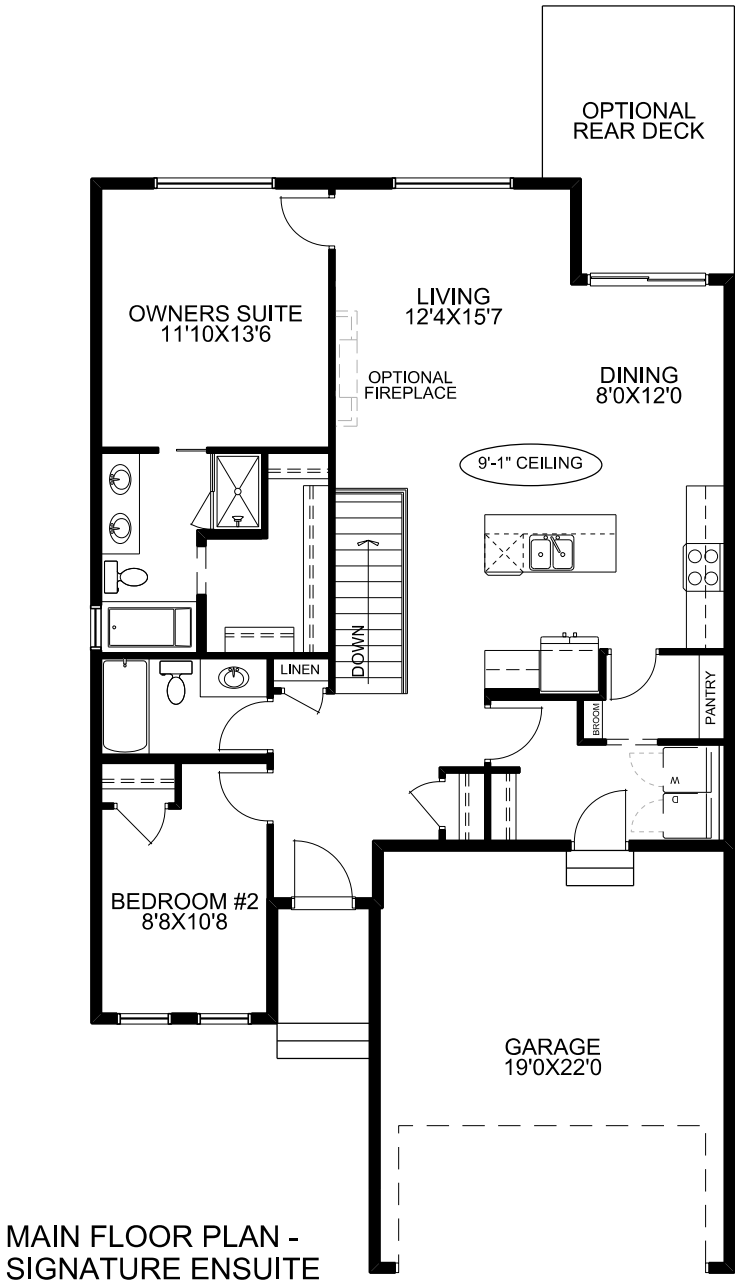 OPTIONAL
REAR DECK
OWNERS SUITE
11'10X13'6
LIVING
12'4X15'7
OPTIONAL
FIREPLACE
DINING
8'0X12'0
9'-1" CEILING
DOWN
LINEN
BROOM
PANTRY
W
D
BEDROOM #2
8'8X10'8
GARAGE
19'0X22'0
MAIN FLOOR PLAN -
SIGNATURE ENSUITE